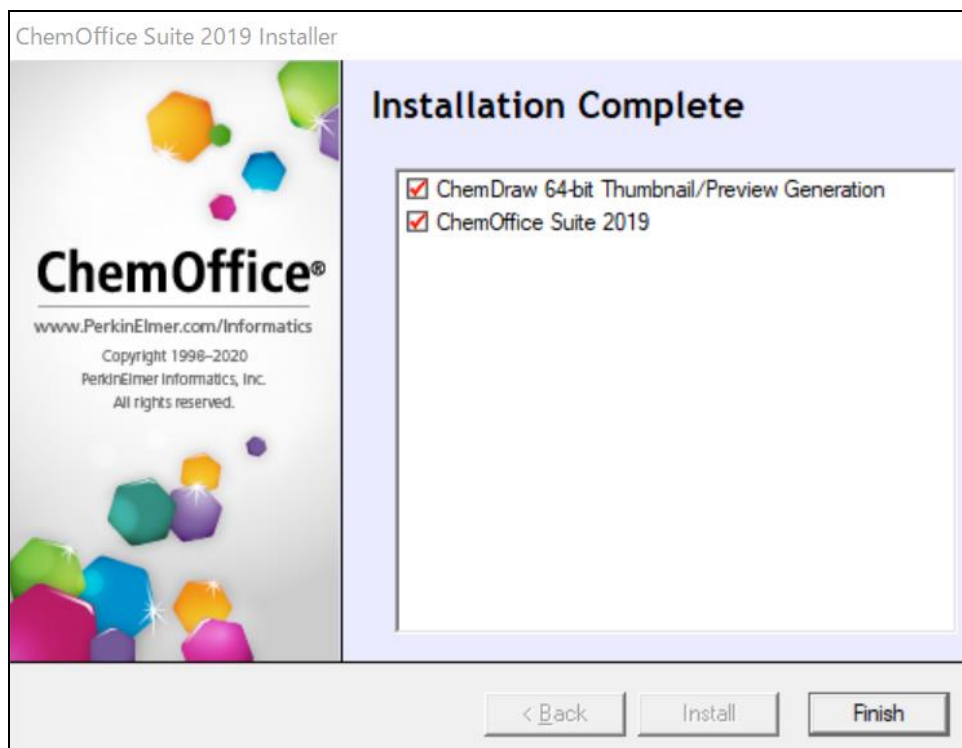 ChemOffice Suite 2019 Installer
ChemOffice®
www.PerkinElmer.com/Informatics
Copyright 1998–2020
PerkinElmer Informatics, Inc.
All rights reserved.
Installation Complete
ChemDraw 64-bit Thumbnail/Preview Generation
ChemOffice Suite 2019
< Back
Install
Finish